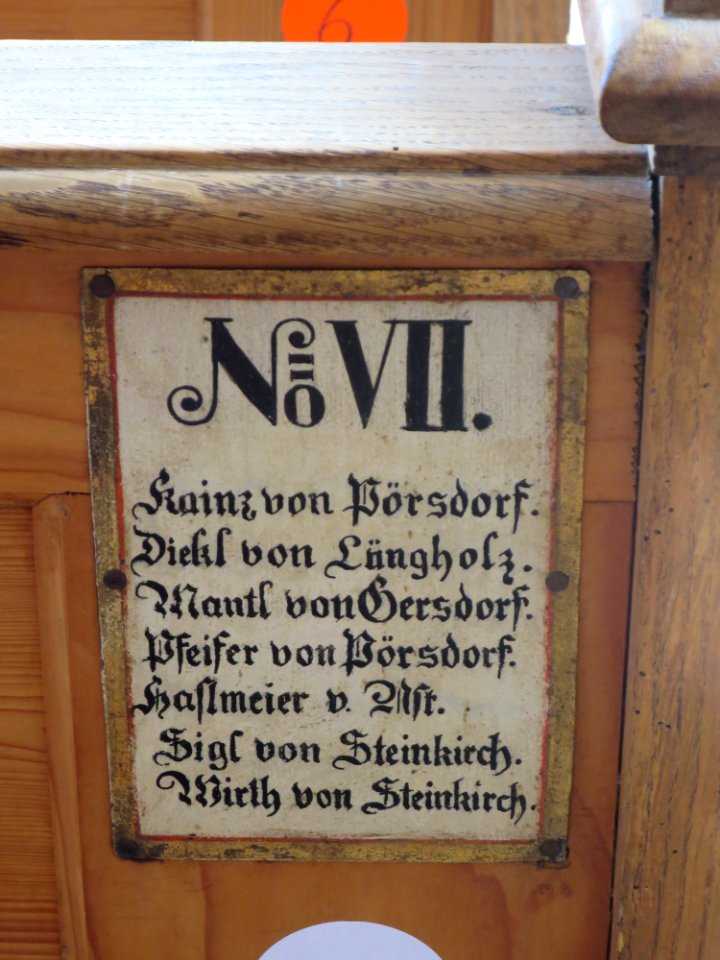 6
No VII.
Kainz von Pörsdorf.
Diekl von Lüngholz.
Mantl von Gersdorf.
Pfeifer von Pörsdorf.
Haslmeier v. Ast.
Sigl von Steinkirch.
Wirth von Steinkirch.